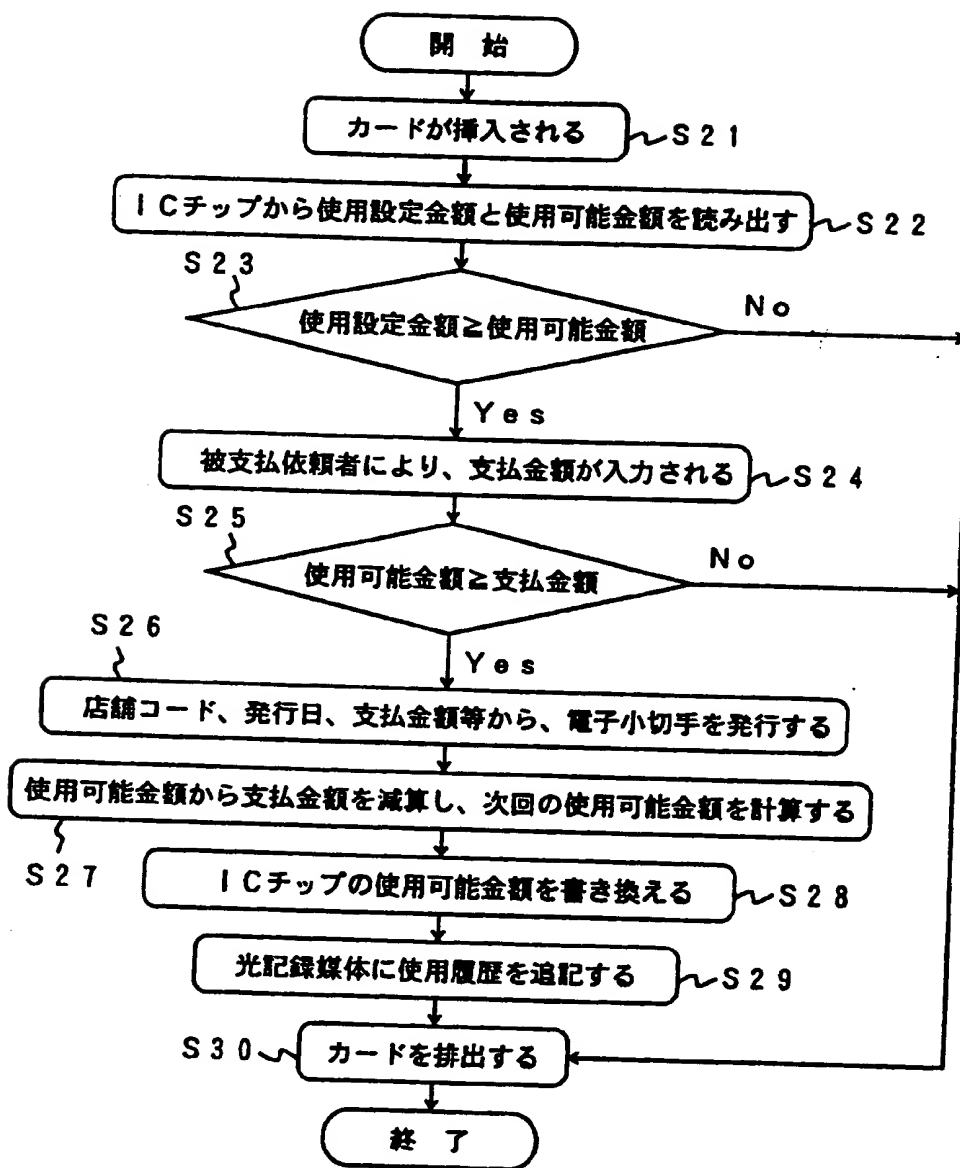 開 始
カードが挿入される
S21
ICチップから使用設定金額と使用可能金額を読み出す
S22
S23
使用設定金額≧使用可能金額
No
Yes
被支払依頼者により、支払金額が入力される
S24
S25
使用可能金額≧支払金額
No
Yes
S26
店舗コード、発行日、支払金額等から、電子小切手を発行する
使用可能金額から支払金額を減算し、次回の使用可能金額を計算する
S27
ICチップの使用可能金額を書き換える
S28
光記録媒体に使用履歴を追記する
S29
S30
カードを排出する
終 了